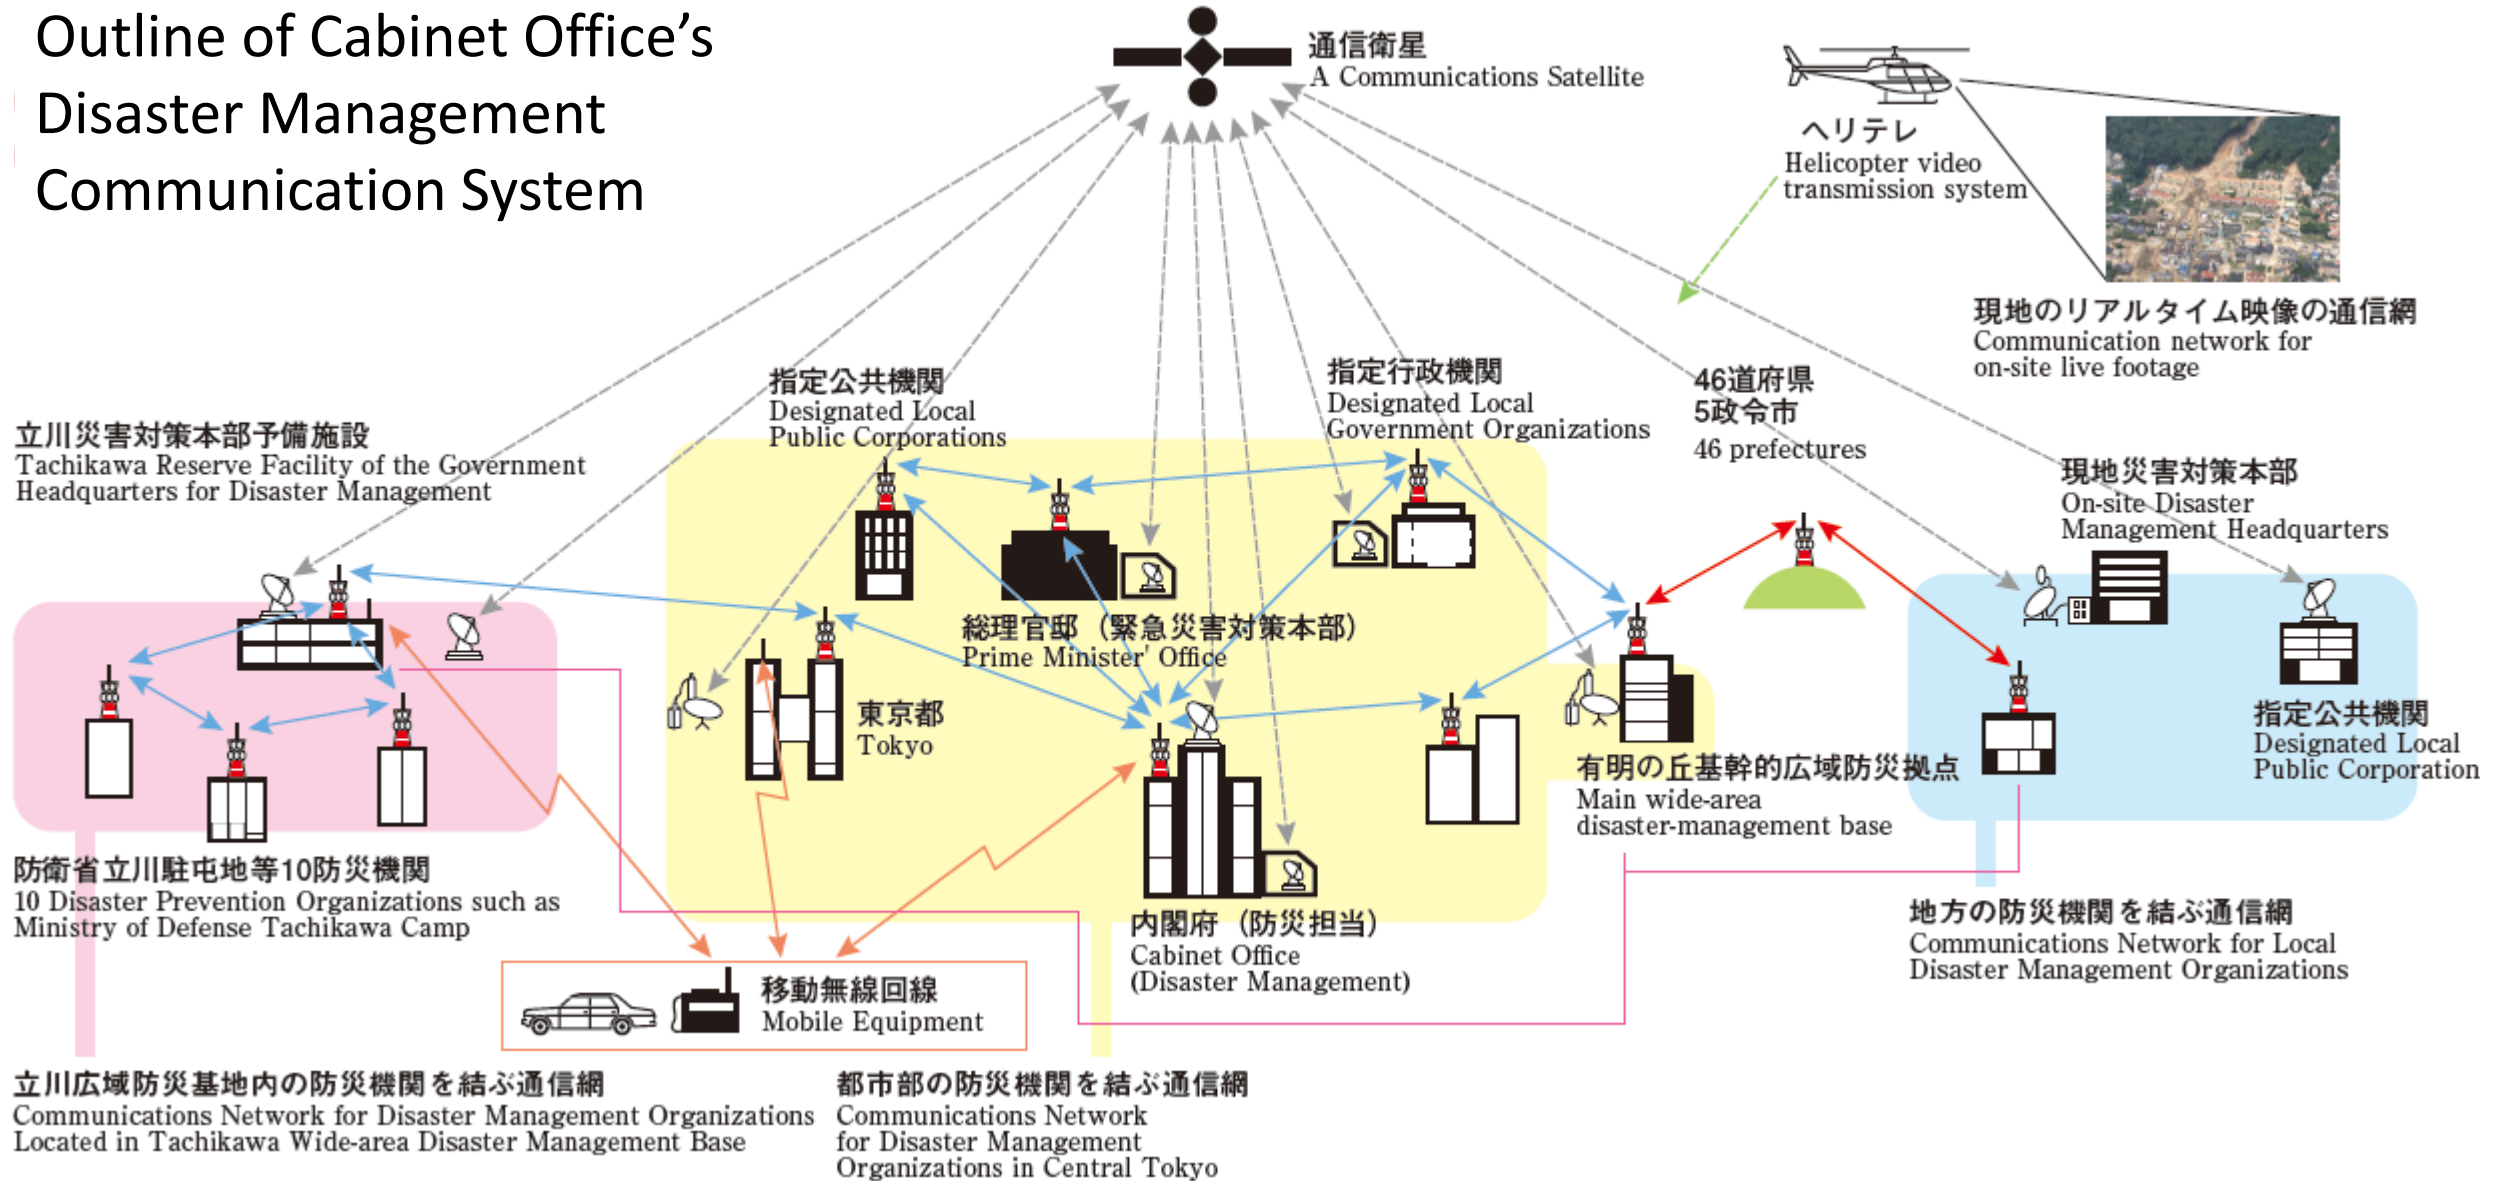 Outline of Cabinet Office’s
Disaster Management
Communication System
通信衛星
A Communications Satellite
ヘリテレ
Helicopter video
transmission system
現地のリアルタイム映像の通信網
Communication network for
on-site live footage
指定公共機関
Designated Local
Public Corporations
指定行政機関
Designated Local
Government Organizations
46道府県
5政令市
46 prefectures
立川災害対策本部予備施設
Tachikawa Reserve Facility of the Government
Headquarters for Disaster Management
現地災害対策本部
On-site Disaster
Management Headquarters
総理官邸（緊急災害対策本部）
Prime Minister' Office
東京都
Tokyo
指定公共機関
Designated Local
Public Corporation
有明の丘基幹的広域防災拠点
Main wide-area
disaster-management base
防衛省立川駐屯地等10防災機関
10 Disaster Prevention Organizations such as
Ministry of Defense Tachikawa Camp
内閣府（防災担当）
Cabinet Office
(Disaster Management)
地方の防災機関を結ぶ通信網
Communications Network for Local
Disaster Management Organizations
移動無線回線
Mobile Equipment
立川広域防災基地内の防災機関を結ぶ通信網
Communications Network for Disaster Management Organizations
Located in Tachikawa Wide-area Disaster Management Base
都市部の防災機関を結ぶ通信網
Communications Network
for Disaster Management
Organizations in Central Tokyo